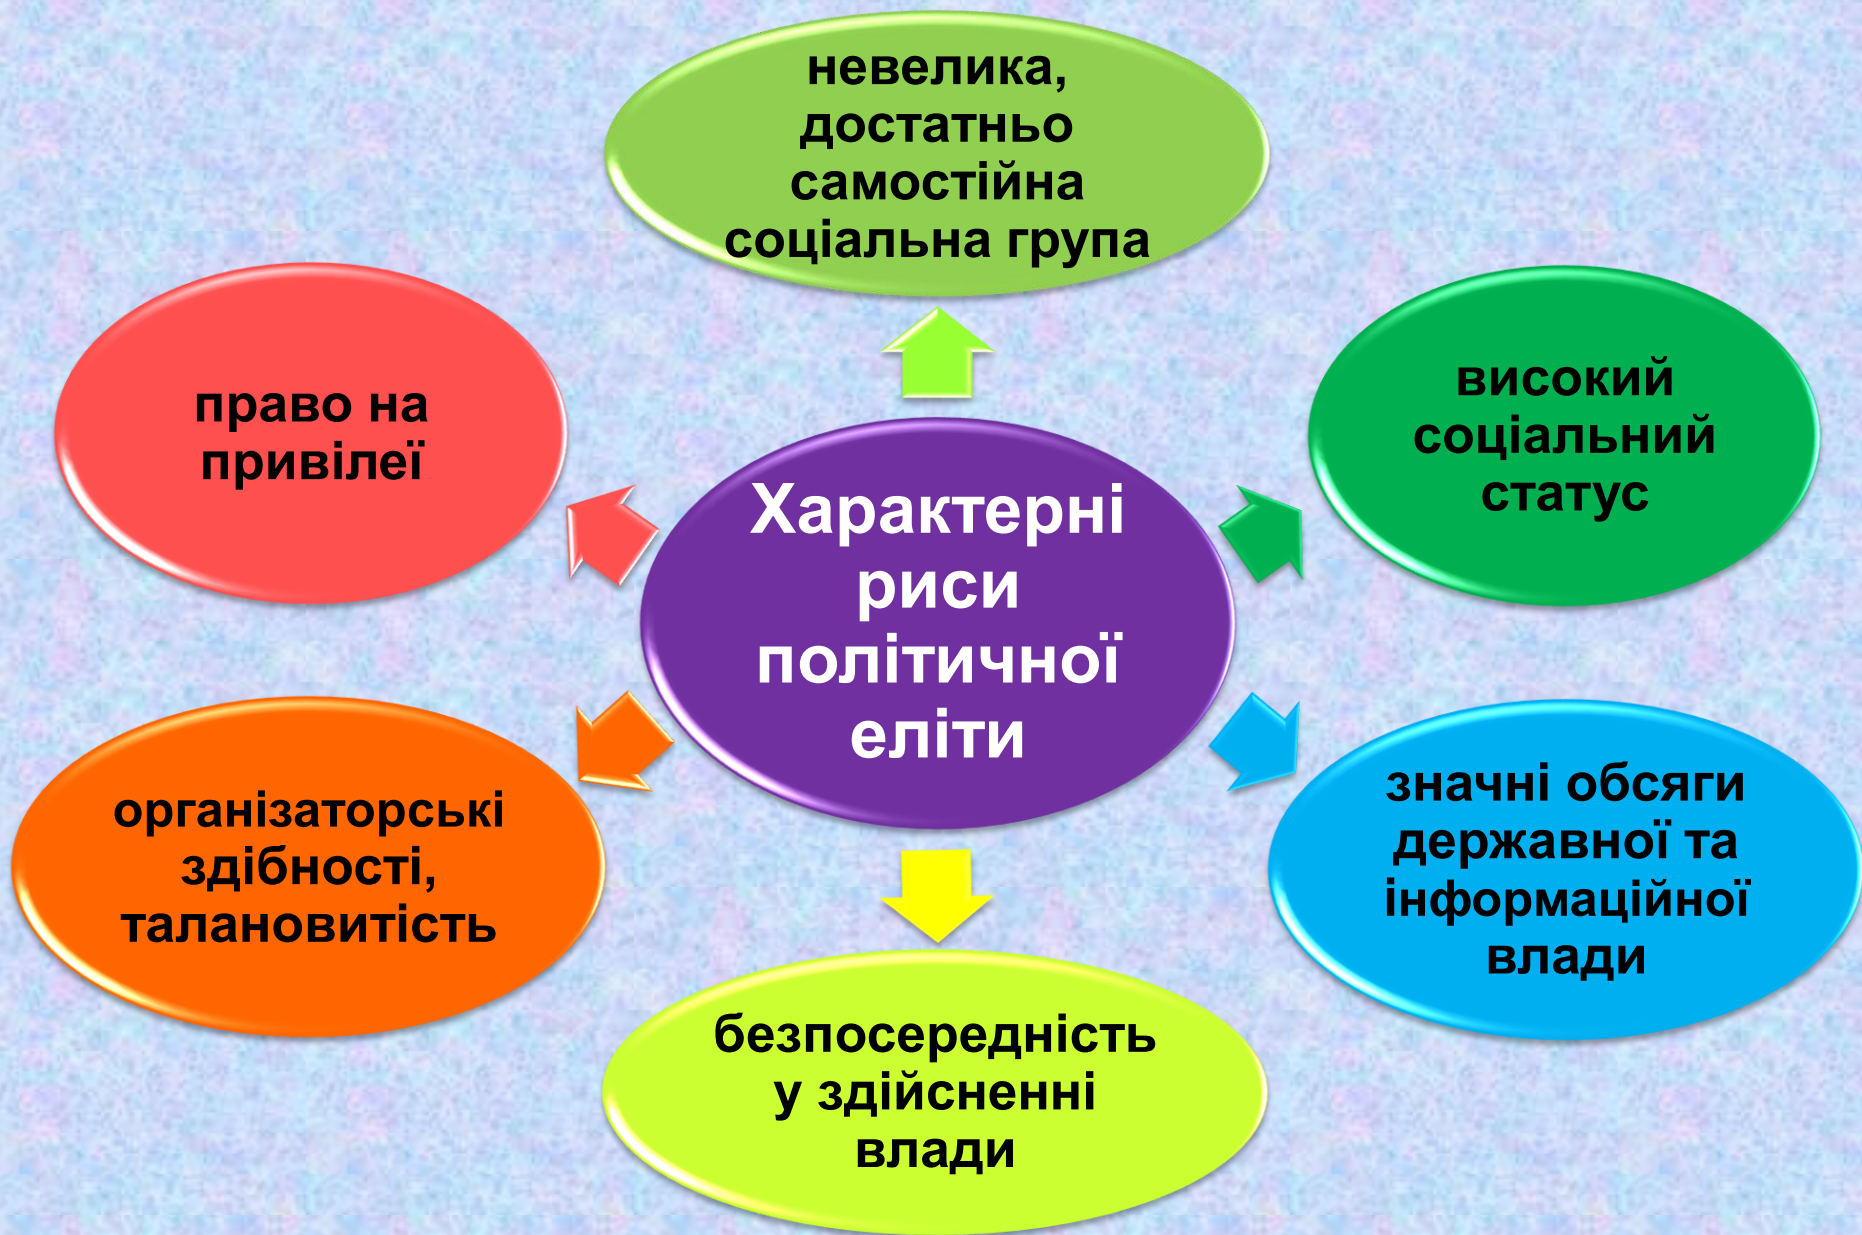 невелика,
достатньо
самостійна
соціальна група
право на
привілеї
високий
соціальний
статус
Характерні
риси
політичної
еліти
організаторські
здібності,
талановитість
значні обсяги
державної та
інформаційної
влади
безпосередність
у здійсненні
влади